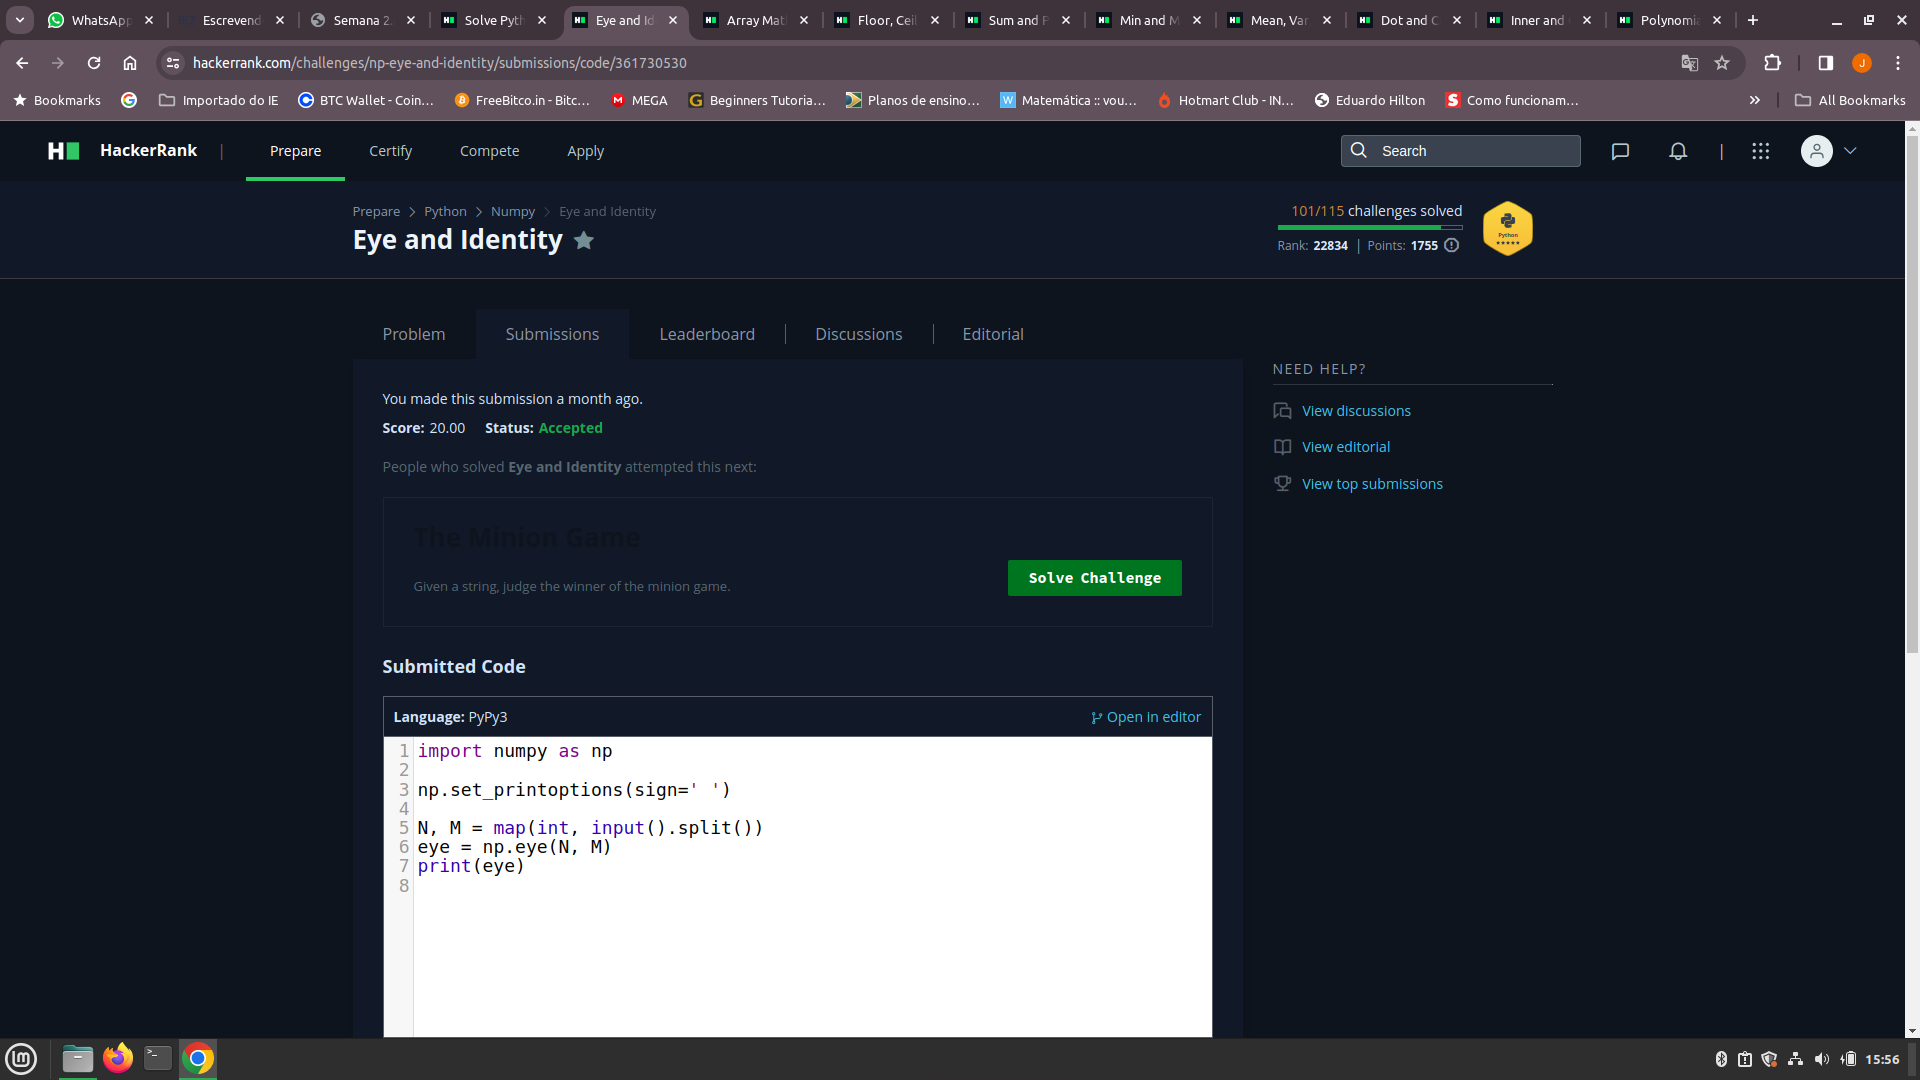 WhatsApp
Escrevend
Semana 2
Solve Pyth
Eye and Id
Array Mat
Floor, Ceil
Sum and P
Min and M
Mean, Var
Dot and C
Inner and
Polynomia
hackerrank.com/challenges/np-eye-and-identity/submissions/code/361730530
Bookmarks
Importado do IE
BTC Wallet - Coin...
FreeBitco.in - Bitc...
MEGA
Beginners Tutoria...
Planos de ensino...
Matemática :: vou...
Hotmart Club - IN...
Eduardo Hilton
Como funcionam...
All Bookmarks
HackerRank | Prepare Certify Compete Apply
Search
Prepare > Python > Numpy > Eye and Identity
Eye and Identity
101/115 challenges solved
Rank: 22834 | Points: 1755
Python
Problem
Submissions
Leaderboard
Discussions
Editorial
You made this submission a month ago.
Score: 20.00 Status: Accepted
People who solved Eye and Identity attempted this next:
The Minion Game
Given a string, judge the winner of the minion game.
Solve Challenge
NEED HELP?
View discussions
View editorial
View top submissions
Submitted Code
Language: PyPy3
Open in editor
1 import numpy as np
2
3 np.set_printoptions(sign=' ')
4
5 N, M = map(int, input().split())
6 eye = np.eye(N, M)
7 print(eye)
8
15:56